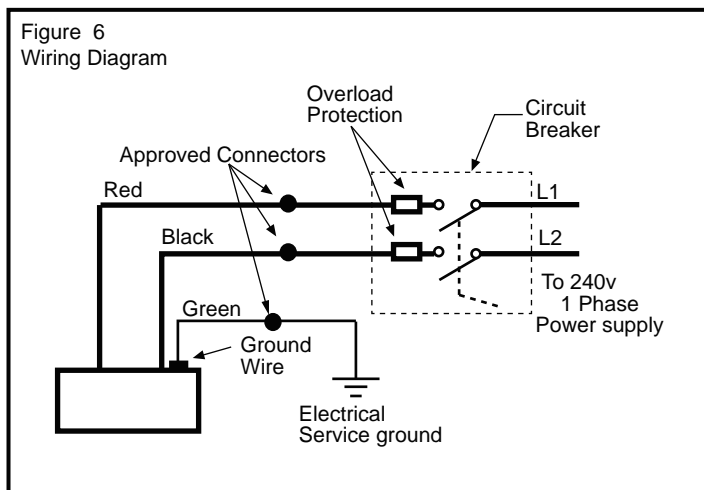 Figure 6
Wiring Diagram
Overload
Protection
Circuit
Breaker
Approved Connectors
Red
L1
Black
L2
To 240v
1 Phase
Power supply
Green
Ground
Wire
Electrical
Service ground